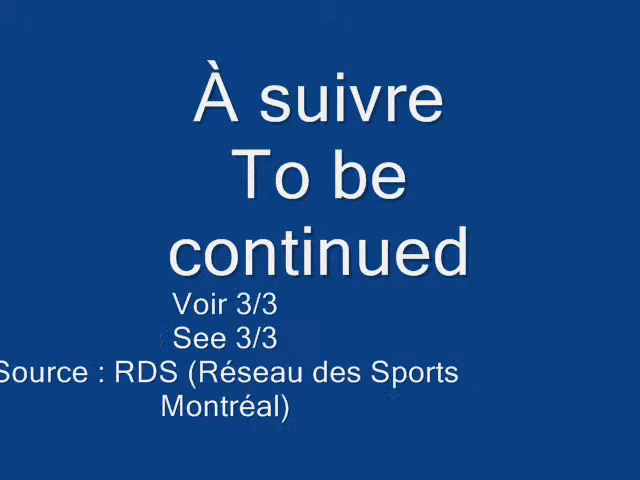 À suivre
To be
continued
Voir 3/3
See 3/3
Source : RDS (Réseau des Sports
Montréal)